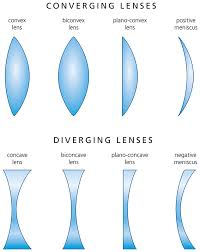 CONVERGING LENSES
convex lens
biconvex lens
plano-convex lens
positive meniscus
DIVERGING LENSES
concave lens
biconcave lens
plano-concave lens
negative meniscus